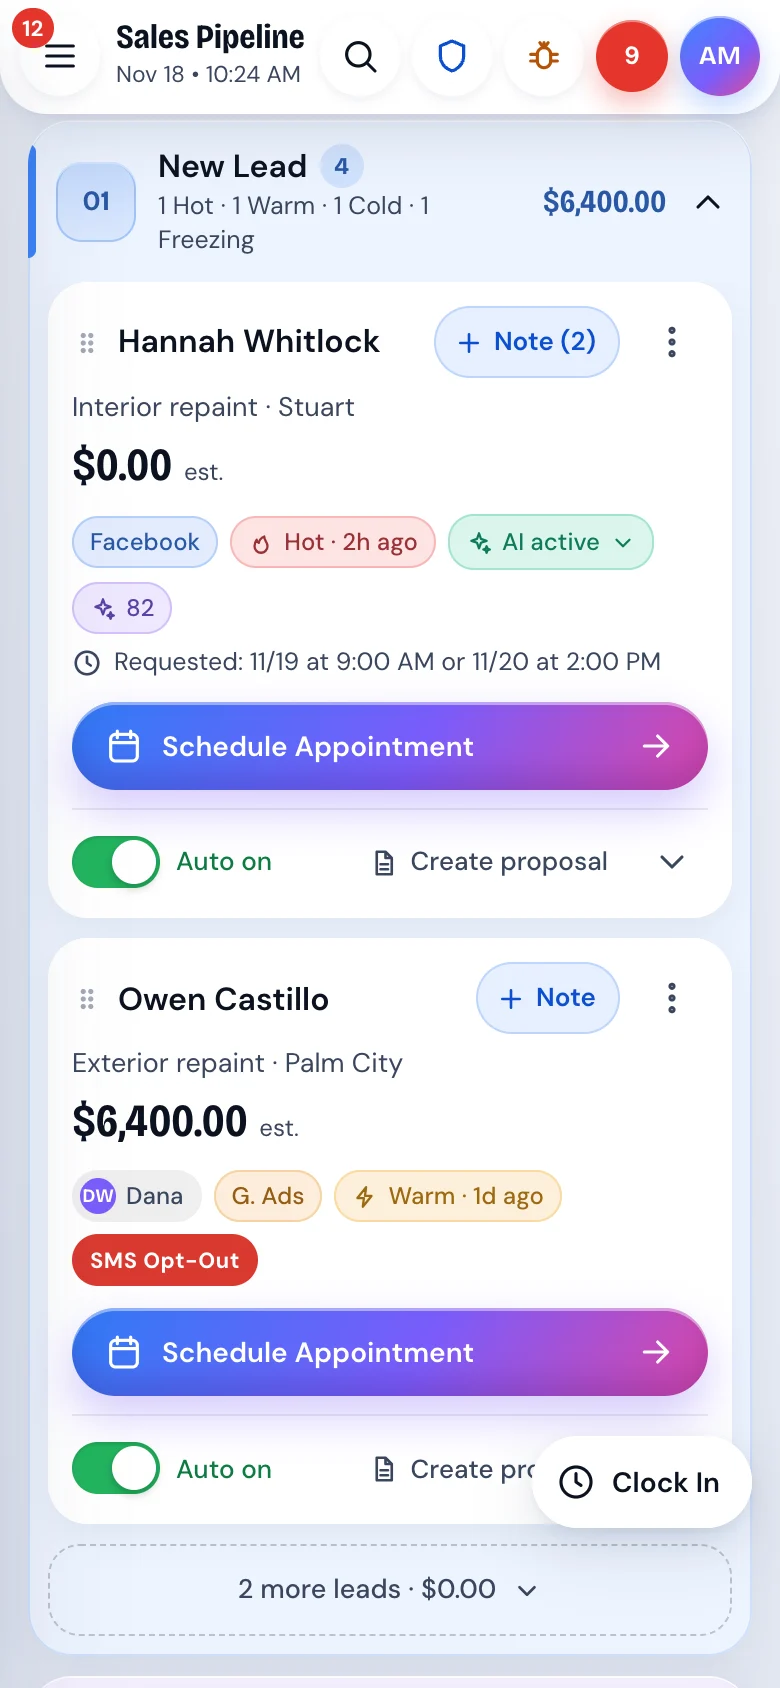 12
Sales Pipeline
Nov 18 • 10:24 AM
9
AM
01
New Lead 4
1 Hot · 1 Warm · 1 Cold · 1
Freezing
$6,400.00
Hannah Whitlock
+ Note (2)
Interior repaint · Stuart
$0.00 est.
Facebook
Hot · 2h ago
AI active
82
Requested: 11/19 at 9:00 AM or 11/20 at 2:00 PM
Schedule Appointment
Auto on
Create proposal
Owen Castillo
+ Note
Exterior repaint · Palm City
$6,400.00 est.
DW Dana
G. Ads
Warm · 1d ago
SMS Opt-Out
Schedule Appointment
Auto on
Create pro
Clock In
2 more leads · $0.00